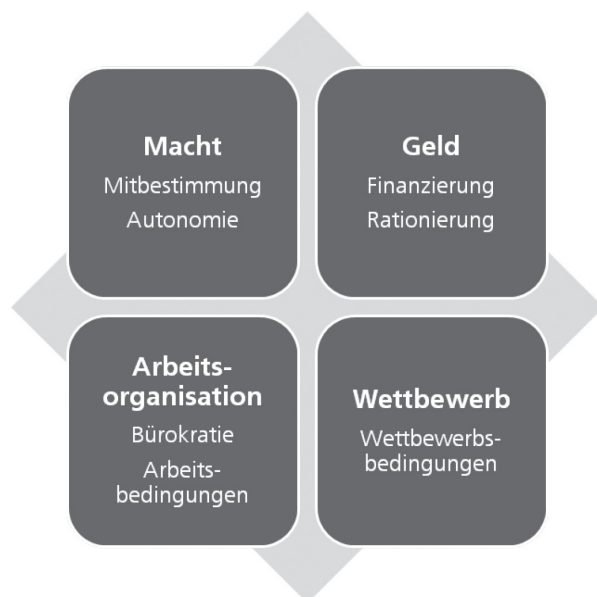 Macht
Mitbestimmung
Autonomie
Geld
Finanzierung
Rationierung
Arbeits-
organisation
Bürokratie
Arbeits-
bedingungen
Wettbewerb
Wettbewerbs-
bedingungen